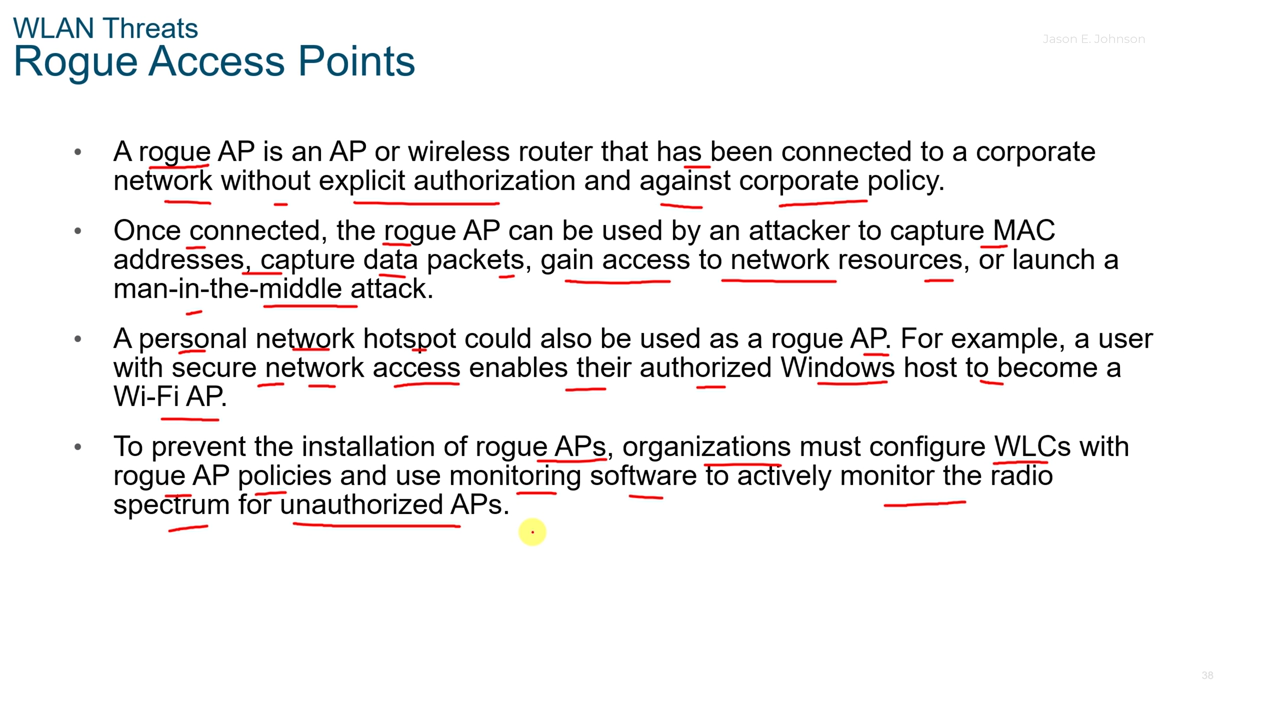 WLAN Threats
Jason E. Johnson
Rogue Access Points
• A rogue AP is an AP or wireless router that has been connected to a corporate
network without explicit authorization and against corporate policy.
• Once connected, the rogue AP can be used by an attacker to capture MAC
addresses, capture data packets, gain access to network resources, or launch a
man-in-the-middle attack.
• A personal network hotspot could also be used as a rogue AP. For example, a user
with secure network access enables their authorized Windows host to become a
Wi-Fi AP.
• To prevent the installation of rogue APs, organizations must configure WLCs with
rogue AP policies and use monitoring software to actively monitor the radio
spectrum for unauthorized APs.
38